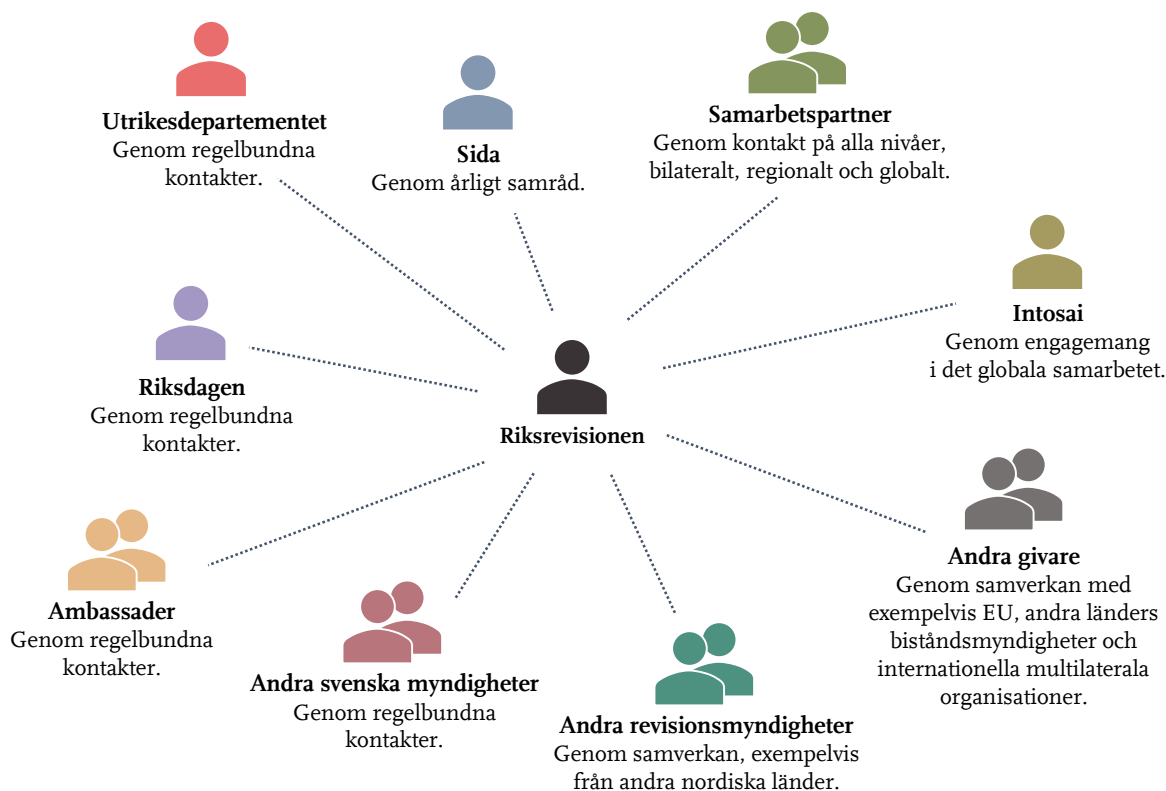 Utrikesdepartementet
Genom regelbundna
kontakter.
Sida
Genom årligt samråd.
Samarbetspartner
Genom kontakt på alla nivåer,
bilateralt, regionalt och globalt.
Intosai
Genom engagemang
i det globala samarbetet.
Riksdagen
Genom regelbundna
kontakter.
Riksrevisionen
Ambassader
Genom regelbundna
kontakter.
Andra svenska myndigheter
Genom regelbundna
kontakter.
Andra revisionsmyndigheter
Genom samverkan, exempelvis
från andra nordiska länder.
Andra givare
Genom samverkan med
exempelvis EU, andra länders
biståndsmyndigheter och
internationella multilaterala
organisationer.